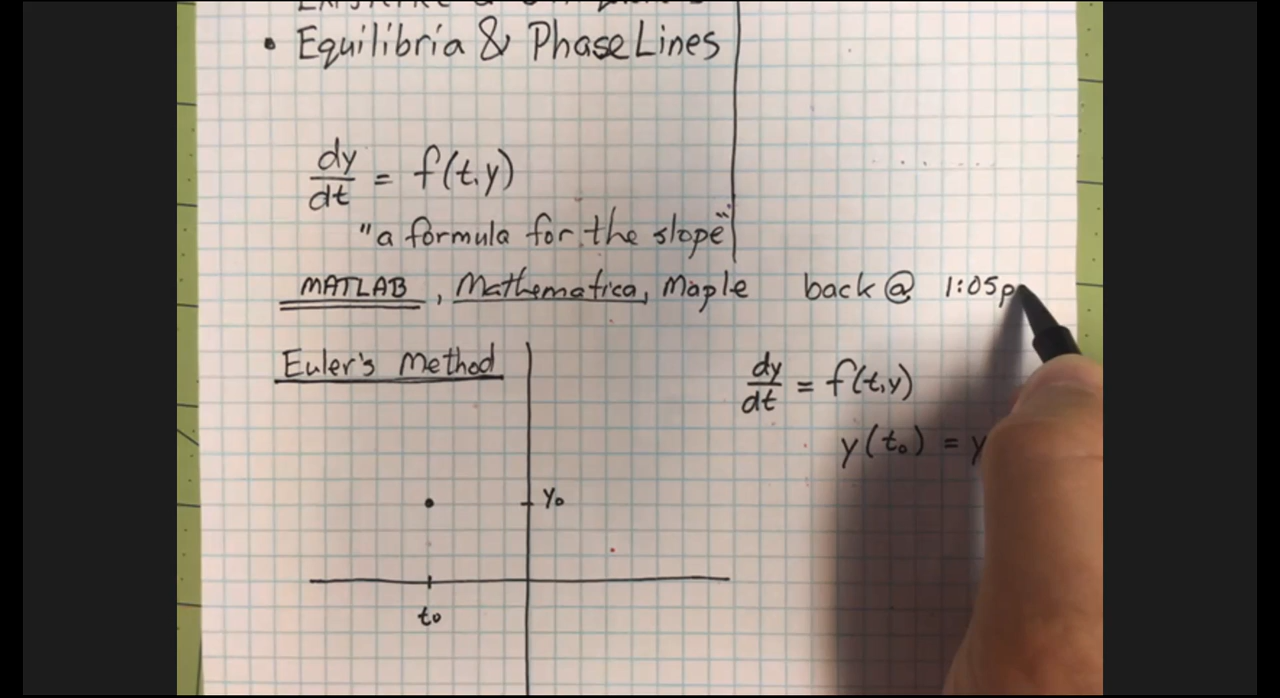 • Equilibria & Phase Lines
dy/dt = f(t,y)
"a formula for the slope"
MATLAB, Mathematica, Maple back @ 1:05p
Euler's Method
dy/dt = f(t,y)
y(t₀) = y
y₀
t₀